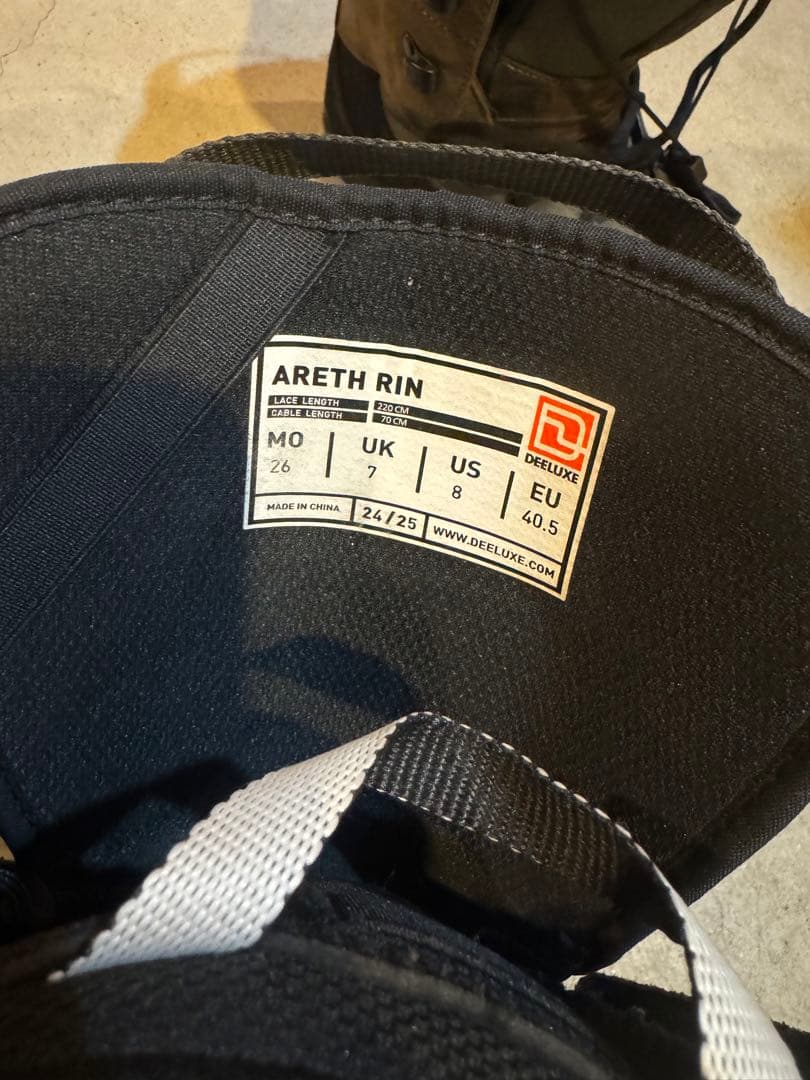 ARETH RIN
LACE LENGTH 220 CM
CABLE LENGTH 70 CM
DEELUXE
MO UK US EU
26 7 8 40.5
MADE IN CHINA 24/25 WWW.DEELUXE.COM